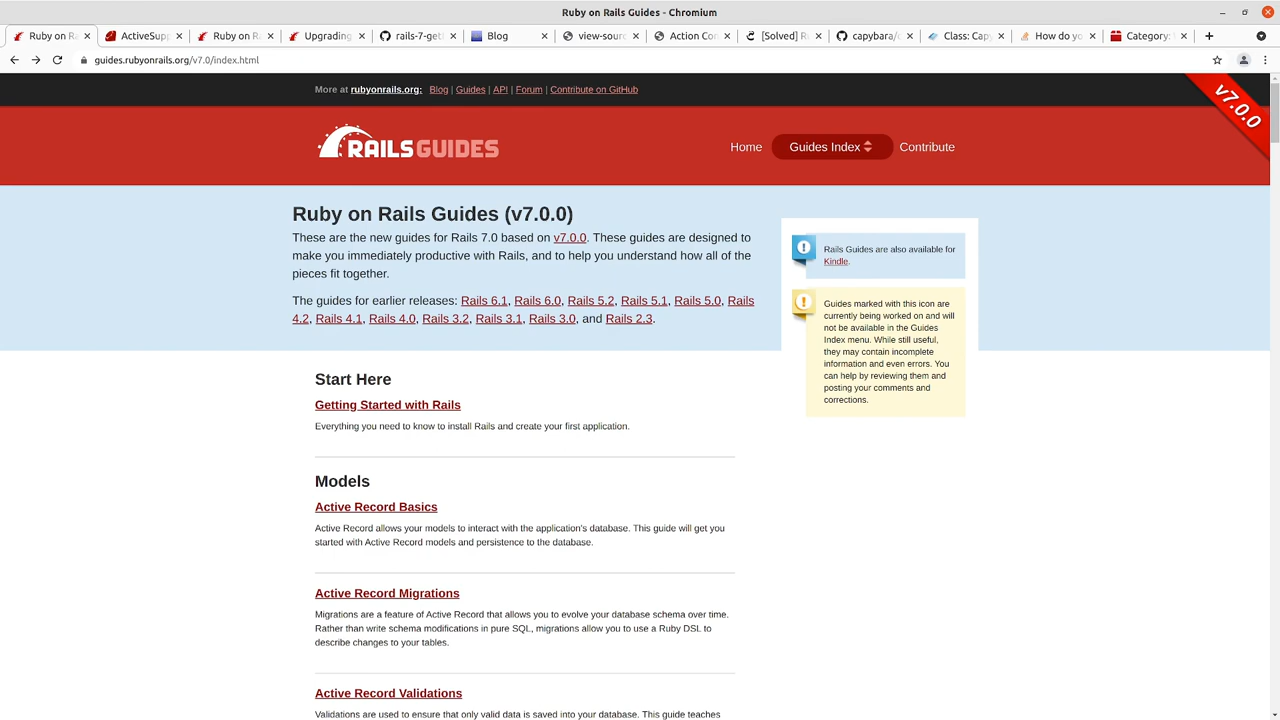 Ruby on Rails Guides - Chromium
Ruby on Ra
ActiveSupp
Ruby on Ra
Upgrading
rails-7-get
Blog
view-sourc
Action Con
[Solved] Re
capybara/c
Class: Cap
How do yo
Category:
guides.rubyonrails.org/v7.0/index.html
More at rubyonrails.org: Blog | Guides | API | Forum | Contribute on GitHub
v7.0.0
RAILSGUIDES
Home
Guides Index
Contribute
Ruby on Rails Guides (v7.0.0)
These are the new guides for Rails 7.0 based on v7.0.0. These guides are designed to
make you immediately productive with Rails, and to help you understand how all of the
pieces fit together.
The guides for earlier releases: Rails 6.1, Rails 6.0, Rails 5.2, Rails 5.1, Rails 5.0, Rails
4.2, Rails 4.1, Rails 4.0, Rails 3.2, Rails 3.1, Rails 3.0, and Rails 2.3.
Rails Guides are also available for
Kindle.
Guides marked with this icon are
currently being worked on and will
not be available in the Guides
Index menu. While still useful,
they may contain incomplete
information and even errors. You
can help by reviewing them and
posting your comments and
corrections.
Start Here
Getting Started with Rails
Everything you need to know to install Rails and create your first application.
Models
Active Record Basics
Active Record allows your models to interact with the application's database. This guide will get you
started with Active Record models and persistence to the database.
Active Record Migrations
Migrations are a feature of Active Record that allows you to evolve your database schema over time.
Rather than write schema modifications in pure SQL, migrations allow you to use a Ruby DSL to
describe changes to your tables.
Active Record Validations
Validations are used to ensure that only valid data is saved into your database. This guide teaches